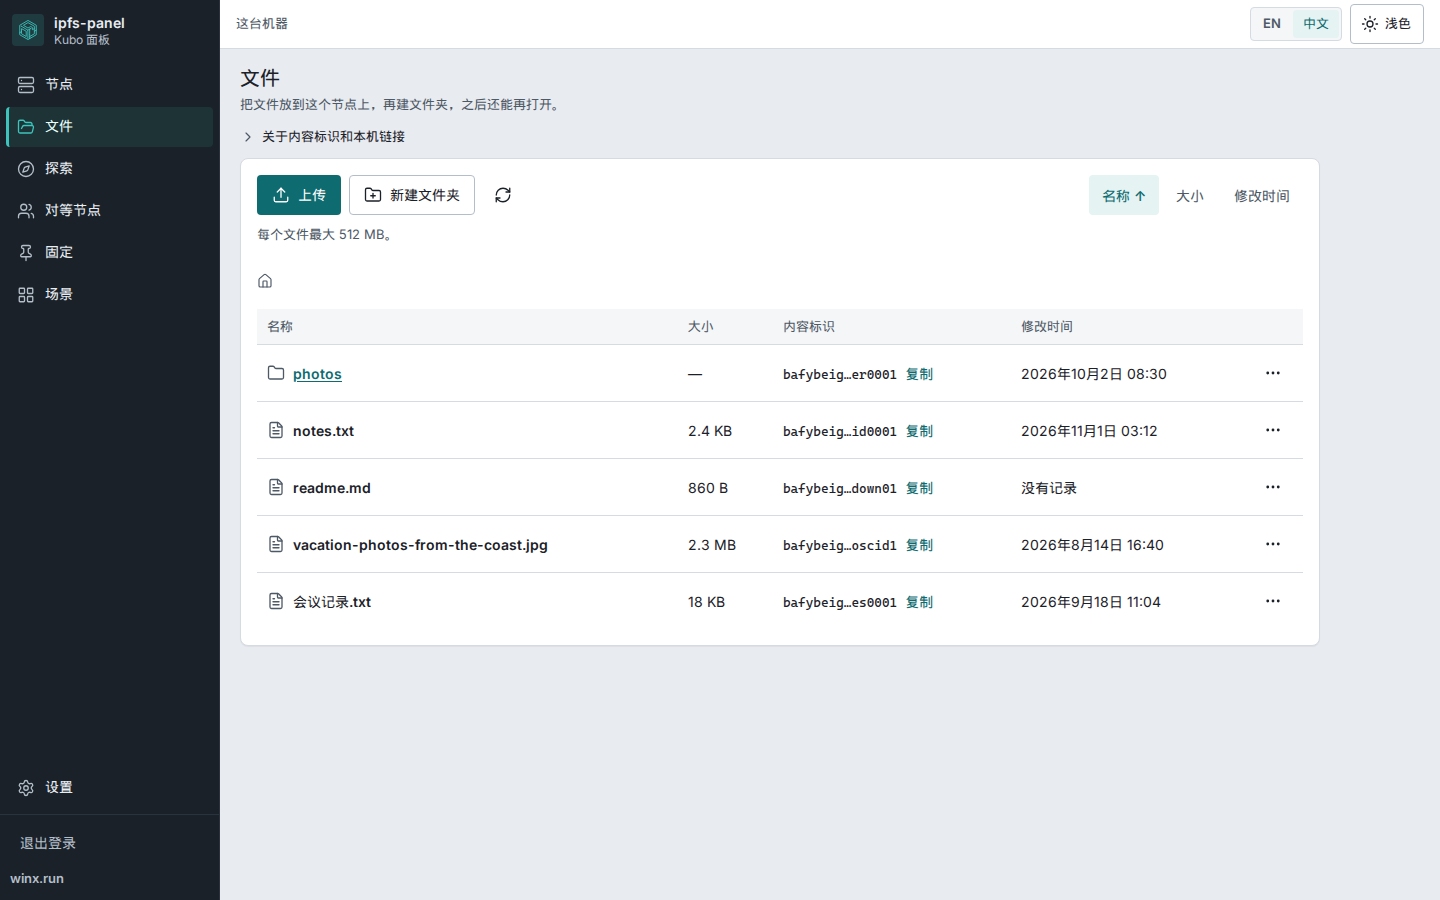 ipfs-panel
Kubo 面板
节点
文件
探索
对等节点
固定
场景
设置
退出登录
winx.run
这台机器
EN 中文 浅色
文件
把文件放到这个节点上，再建文件夹，之后还能再打开。
关于内容标识和本机链接
上传 新建文件夹 名称 ↑ 大小 修改时间
每个文件最大 512 MB。
名称 大小 内容标识 修改时间
photos — bafybeig…er0001 复制 2026年10月2日 08:30
notes.txt 2.4 KB bafybeig…id0001 复制 2026年11月1日 03:12
readme.md 860 B bafybeig…down01 复制 没有记录
vacation-photos-from-the-coast.jpg 2.3 MB bafybeig…oscid1 复制 2026年8月14日 16:40
会议记录.txt 18 KB bafybeig…es0001 复制 2026年9月18日 11:04